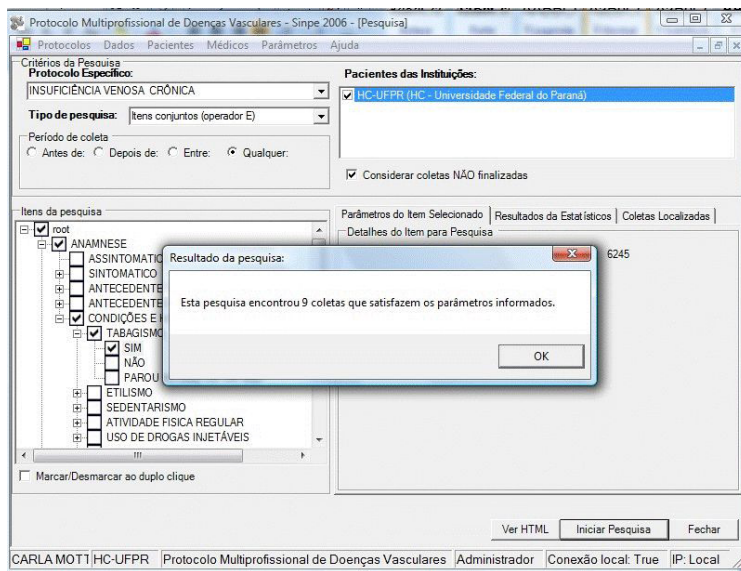 Protocolo Multiprofissional de Doenças Vasculares - Sinpe 2006 - [Pesquisa]
Protocolos Dados Pacientes Médicos Parâmetros Ajuda
Critérios da Pesquisa
Protocolo Específico:
INSUFICIÊNCIA VENOSA CRÔNICA
Tipo de pesquisa: Itens conjuntos (operador E)
Período de coleta
Antes de: Depois de: Entre: Qualquer:
Pacientes das Instituições:
HC-UFPR (HC - Universidade Federal do Paraná)
Considerar coletas NÃO finalizadas
Itens da pesquisa
root
ANAMNESE
ASSINTOMATIC
SINTOMATICO
ANTECEDENTE
ANTECEDENTE
CONDIÇÕES E
TABAGISMO
SIM
NÃO
PAROU
ETILISMO
SEDENTARISMO
ATIVIDADE FISICA REGULAR
USO DE DROGAS INJETÁVEIS
Marcar/Desmarcar ao duplo clique
Parâmetros do Item Selecionado Resultados da Estatísticos Coletas Localizadas
Detalhes do Item para Pesquisa
6245
Resultado da pesquisa:
Esta pesquisa encontrou 9 coletas que satisfazem os parâmetros informados.
OK
Ver HTML Iniciar Pesquisa Fechar
CARLA MOTT HC-UFPR Protocolo Multiprofissional de Doenças Vasculares Administrador Conexão local: True IP: Local